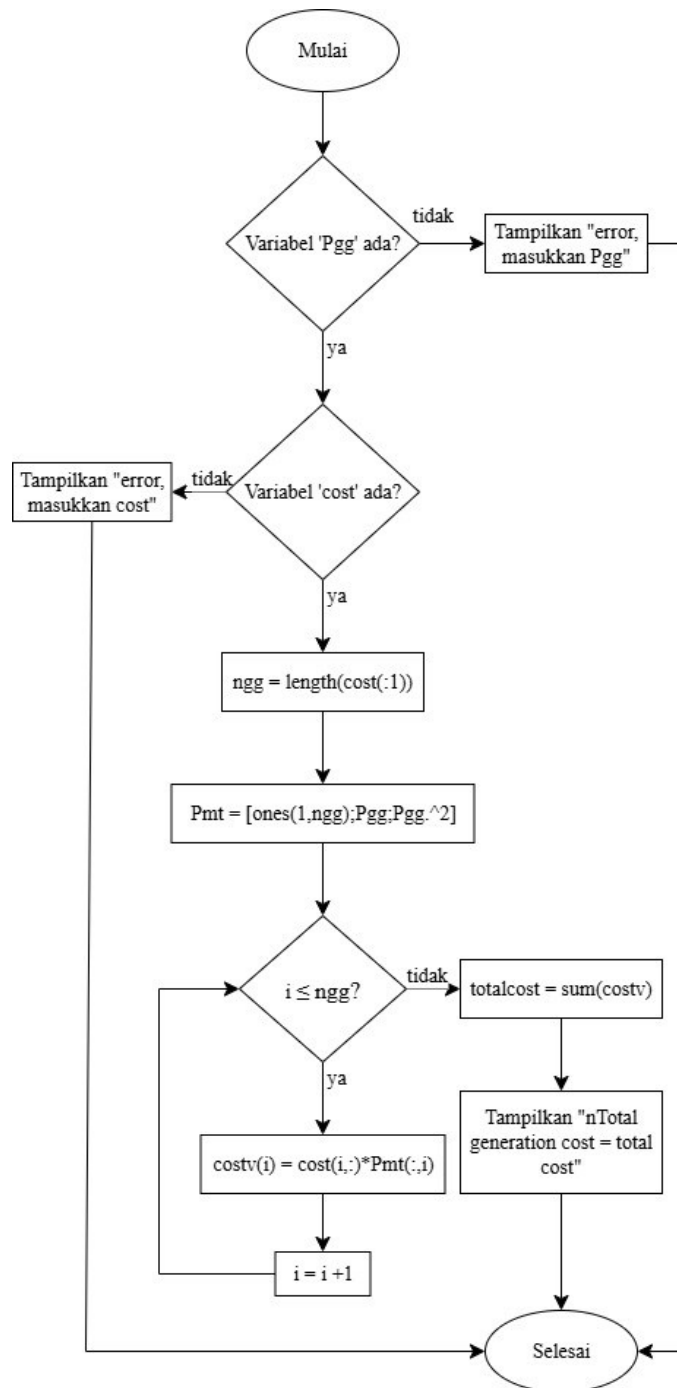 Mulai
Variabel 'Pgg' ada?
tidak
Tampilkan "error,
masukkan Pgg"
ya
Variabel 'cost' ada?
tidak
Tampilkan "error,
masukkan cost"
ya
ngg = length(cost(:1))
Pmt = [ones(1,ngg);Pgg;Pgg.^2]
i ≤ ngg?
tidak
totalcost = sum(costv)
ya
Tampilkan "nTotal
generation cost = total
cost"
costv(i) = cost(i,:)*Pmt(:,i)
i = i +1
Selesai